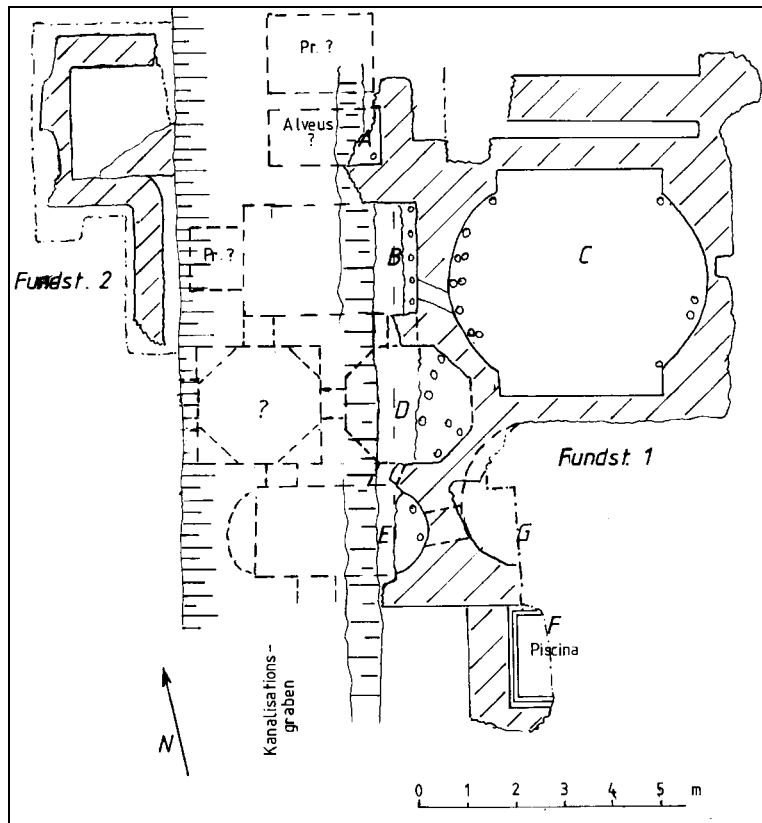 Pr. ?
Alveus
?
A
B
C
Pr. ?
Fundst. 2
?
D
Fundst. 1
E
G
F
Piscina
Kanalisations-
graben
N
0 1 2 3 4 5 m